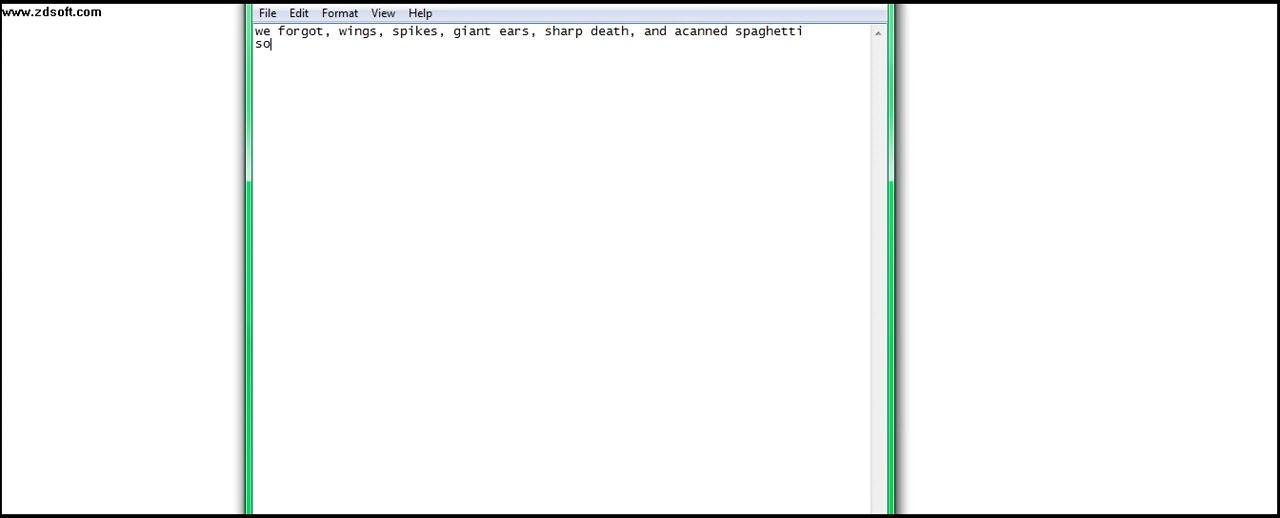 www.zdsoft.com
File Edit Format View Help
we forgot, wings, spikes, giant ears, sharp death, and acanned spaghetti
so